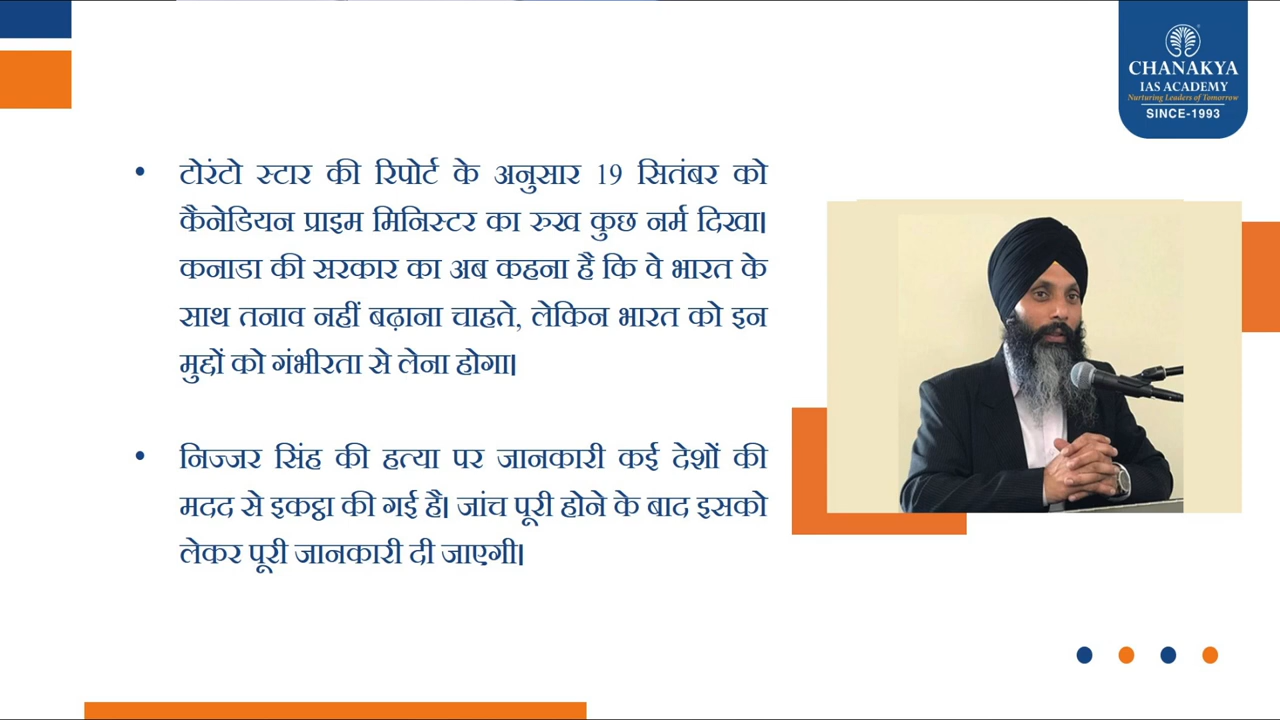 CHANAKYA
IAS ACADEMY
Nurturing Leaders of Tomorrow
SINCE-1993
• टोरंटो स्टार की रिपोर्ट के अनुसार 19 सितंबर को
कैनेडियन प्राइम मिनिस्टर का रुख कुछ नर्म दिखा।
कनाडा की सरकार का अब कहना है कि वे भारत के
साथ तनाव नहीं बढ़ाना चाहते, लेकिन भारत को इन
मुद्दों को गंभीरता से लेना होगा।
• निज्जर सिंह की हत्या पर जानकारी कई देशों की
मदद से इकट्ठा की गई है। जांच पूरी होने के बाद इसको
लेकर पूरी जानकारी दी जाएगी।